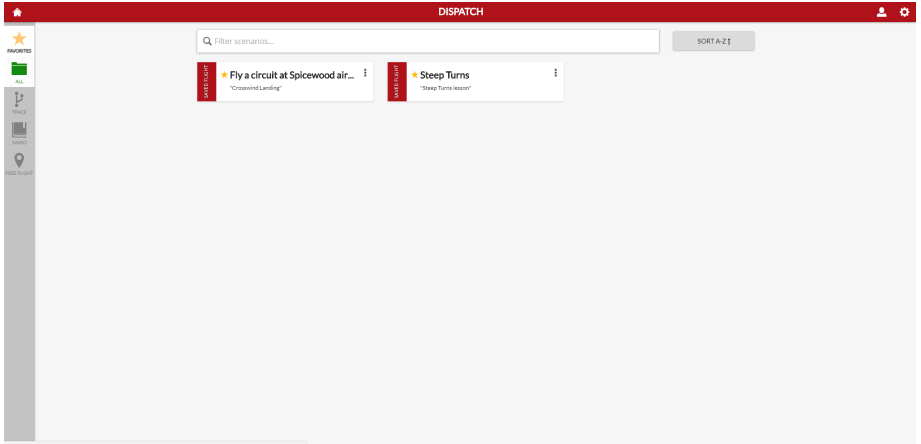 DISPATCH
FAVORITES
ALL
TRACE
SAVED
FREE FLIGHT
Filter scenarios...
SORT A-Z
SAVED FLIGHT
Fly a circuit at Spicewood air...
"Crosswind Landing"
SAVED FLIGHT
Steep Turns
"Steep Turns lesson"